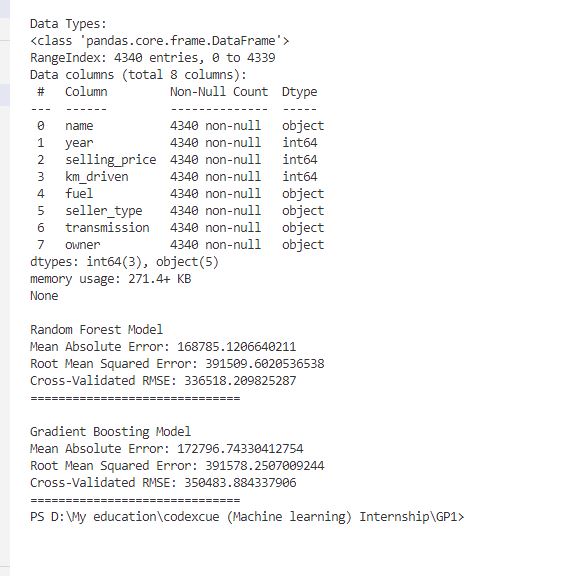 Data Types:
<class 'pandas.core.frame.DataFrame'>
RangeIndex: 4340 entries, 0 to 4339
Data columns (total 8 columns):
 #   Column         Non-Null Count  Dtype
---  ------         --------------  -----
 0   name           4340 non-null   object
 1   year           4340 non-null   int64
 2   selling_price  4340 non-null   int64
 3   km_driven      4340 non-null   int64
 4   fuel           4340 non-null   object
 5   seller_type    4340 non-null   object
 6   transmission   4340 non-null   object
 7   owner          4340 non-null   object
dtypes: int64(3), object(5)
memory usage: 271.4+ KB
None
Random Forest Model
Mean Absolute Error: 168785.1206640211
Root Mean Squared Error: 391509.6020536538
Cross-Validated RMSE: 336518.209825287
==============================
Gradient Boosting Model
Mean Absolute Error: 172796.74330412754
Root Mean Squared Error: 391578.2507009244
Cross-Validated RMSE: 350483.884337906
==============================
PS D:\My education\codexcue (Machine learning) Internship\GP1>